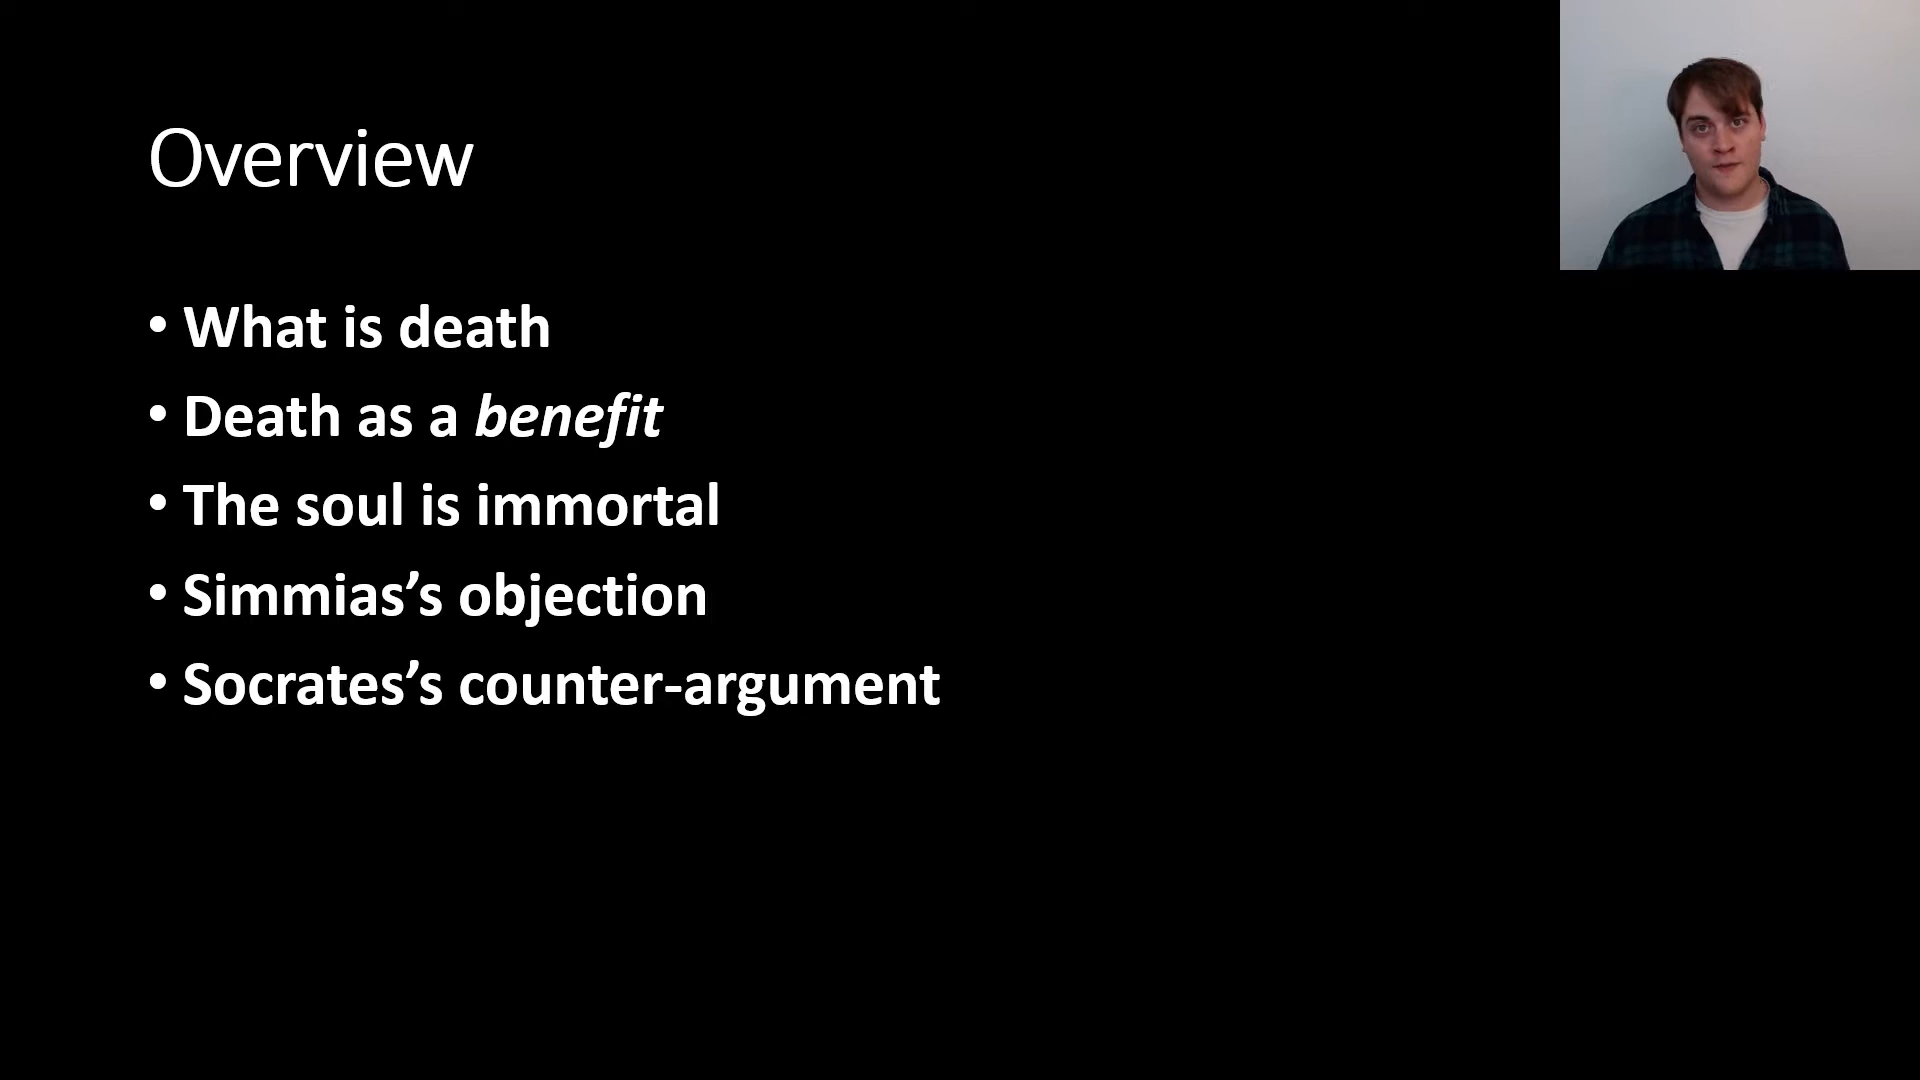 Overview
• What is death
• Death as a benefit
• The soul is immortal
• Simmias’s objection
• Socrates’s counter-argument